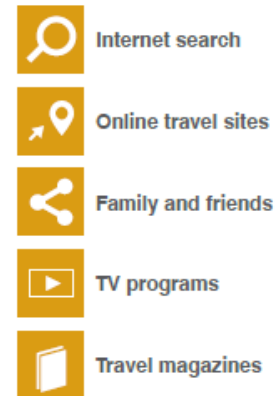 Internet search
Online travel sites
Family and friends
TV programs
Travel magazines